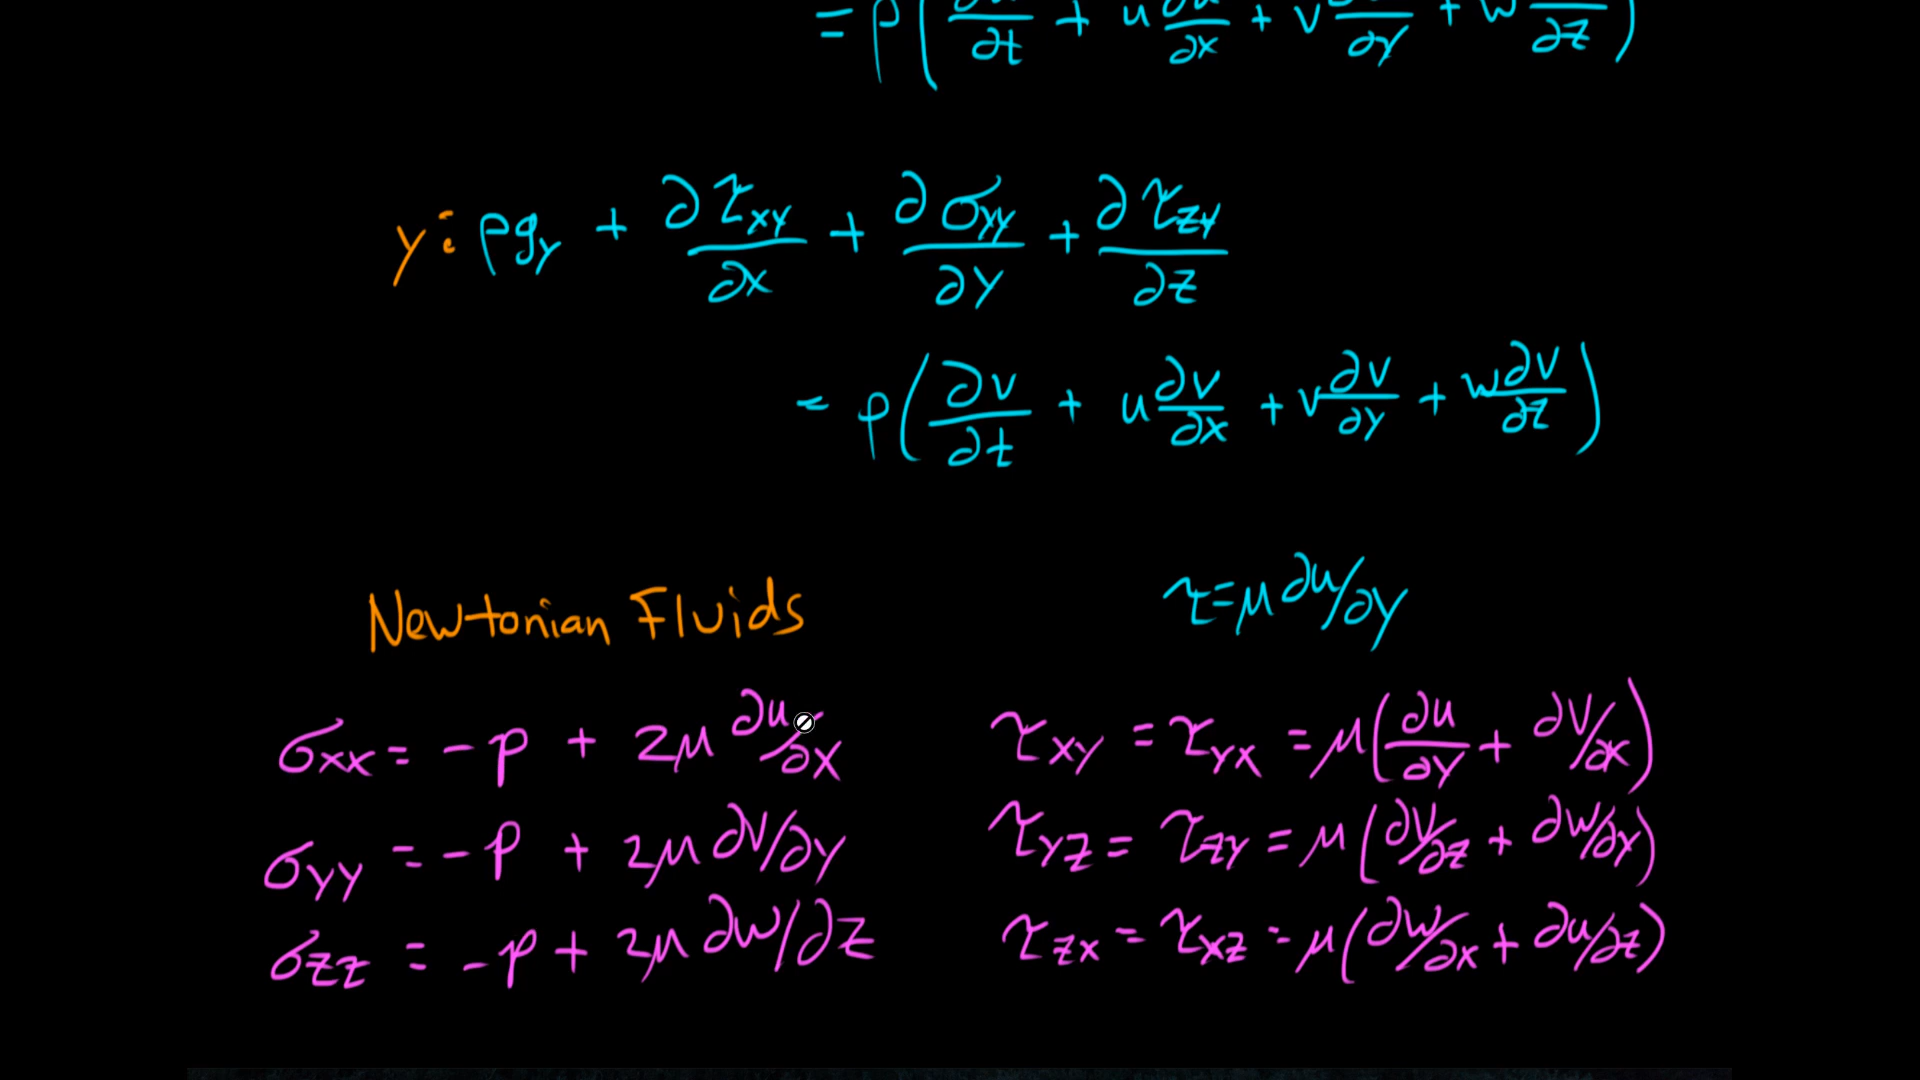 = ρ( /∂t + u ∂u/∂x + v /∂y + w /∂z )
y: ρg_y + ∂τ_xy/∂x + ∂σ_yy/∂y + ∂τ_zy/∂z
= ρ( ∂v/∂t + u ∂v/∂x + v ∂v/∂y + w ∂v/∂z )
Newtonian Fluids
τ = μ ∂u/∂y
σ_xx = -p + 2μ ∂u/∂x
τ_xy = τ_yx = μ( ∂u/∂y + ∂v/∂x )
σ_yy = -p + 2μ ∂v/∂y
τ_yz = τ_zy = μ( ∂v/∂z + ∂w/∂y )
σ_zz = -p + 2μ ∂w/∂z
τ_zx = τ_xz = μ( ∂w/∂x + ∂u/∂z )